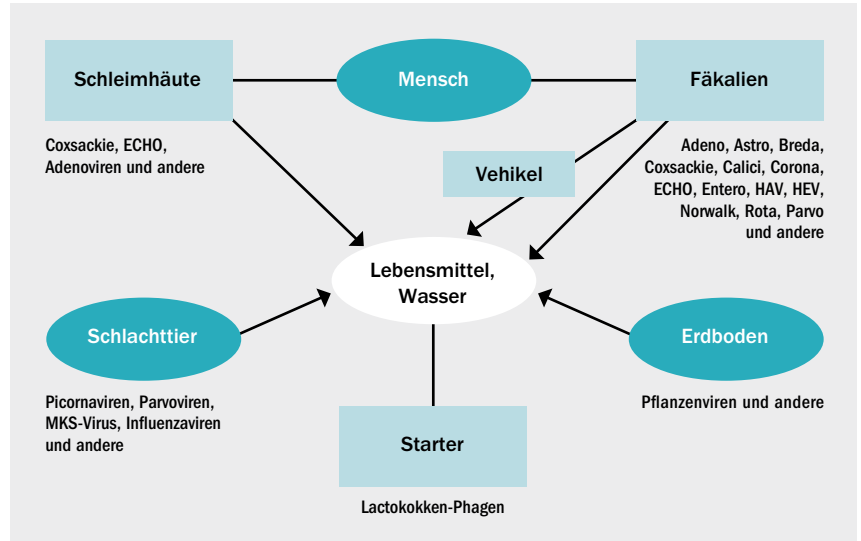 Schleimhäute
Mensch
Fäkalien
Coxsackie, ECHO,
Adenoviren und andere
Vehikel
Adeno, Astro, Breda,
Coxsackie, Calici, Corona,
ECHO, Entero, HAV, HEV,
Norwalk, Rota, Parvo
und andere
Lebensmittel,
Wasser
Schlachttier
Erdboden
Picornaviren, Parvoviren,
MKS-Virus, Influenzaviren
und andere
Pflanzenviren und andere
Starter
Lactokokken-Phagen